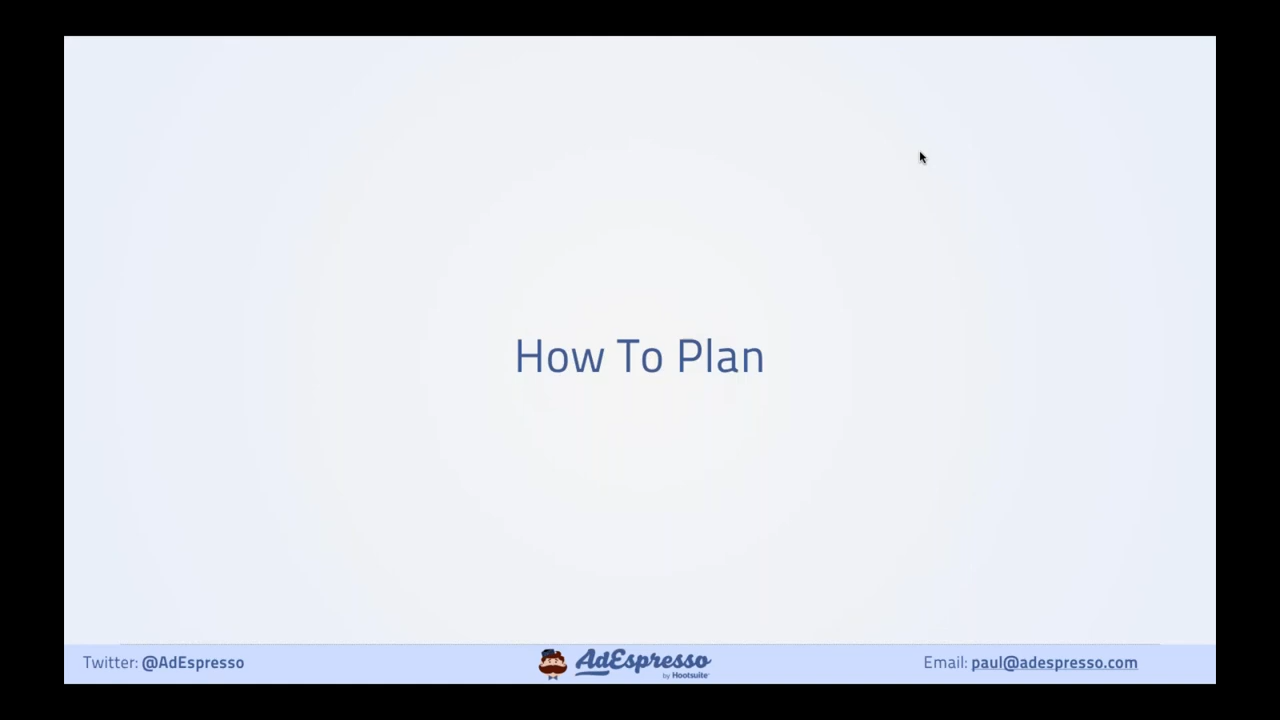 How To Plan
Twitter: @AdEspresso
AdEspresso
by Hootsuite
Email: paul@adespresso.com